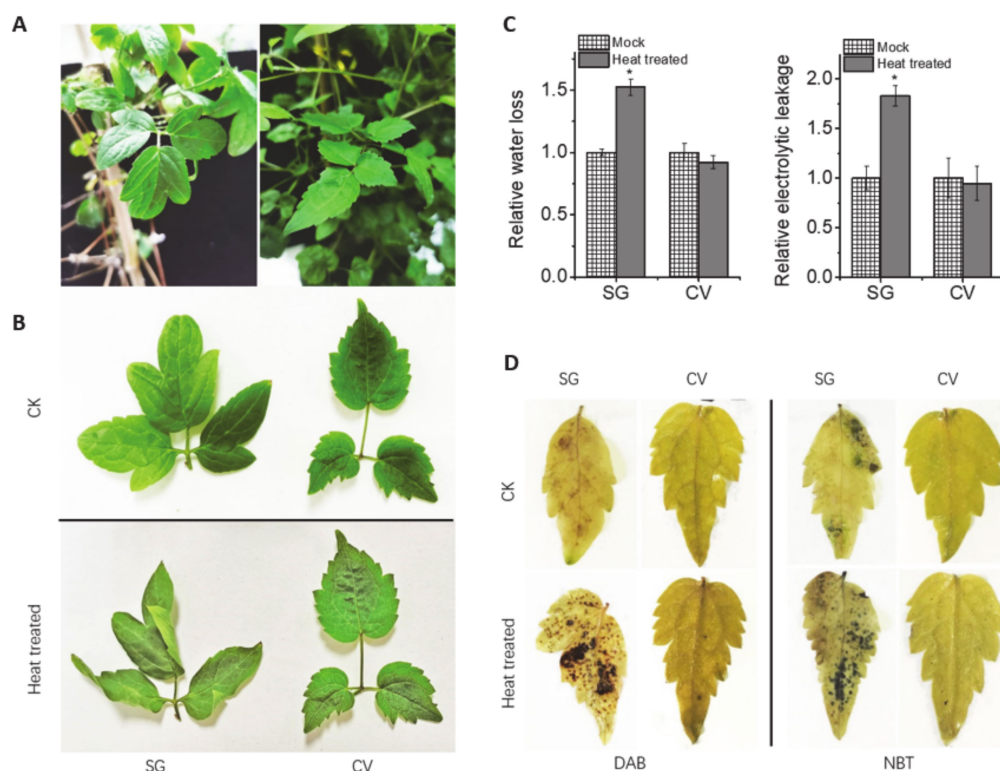 A
B
CK
Heat treated
SG CV
C
Mock
Heat treated
*
Relative water loss
1.5
1.0
0.5
0.0
SG CV
Mock
Heat treated
*
Relative electrolytic leakage
2.0
1.5
1.0
0.5
0.0
SG CV
D
SG CV SG CV
CK
Heat treated
DAB NBT